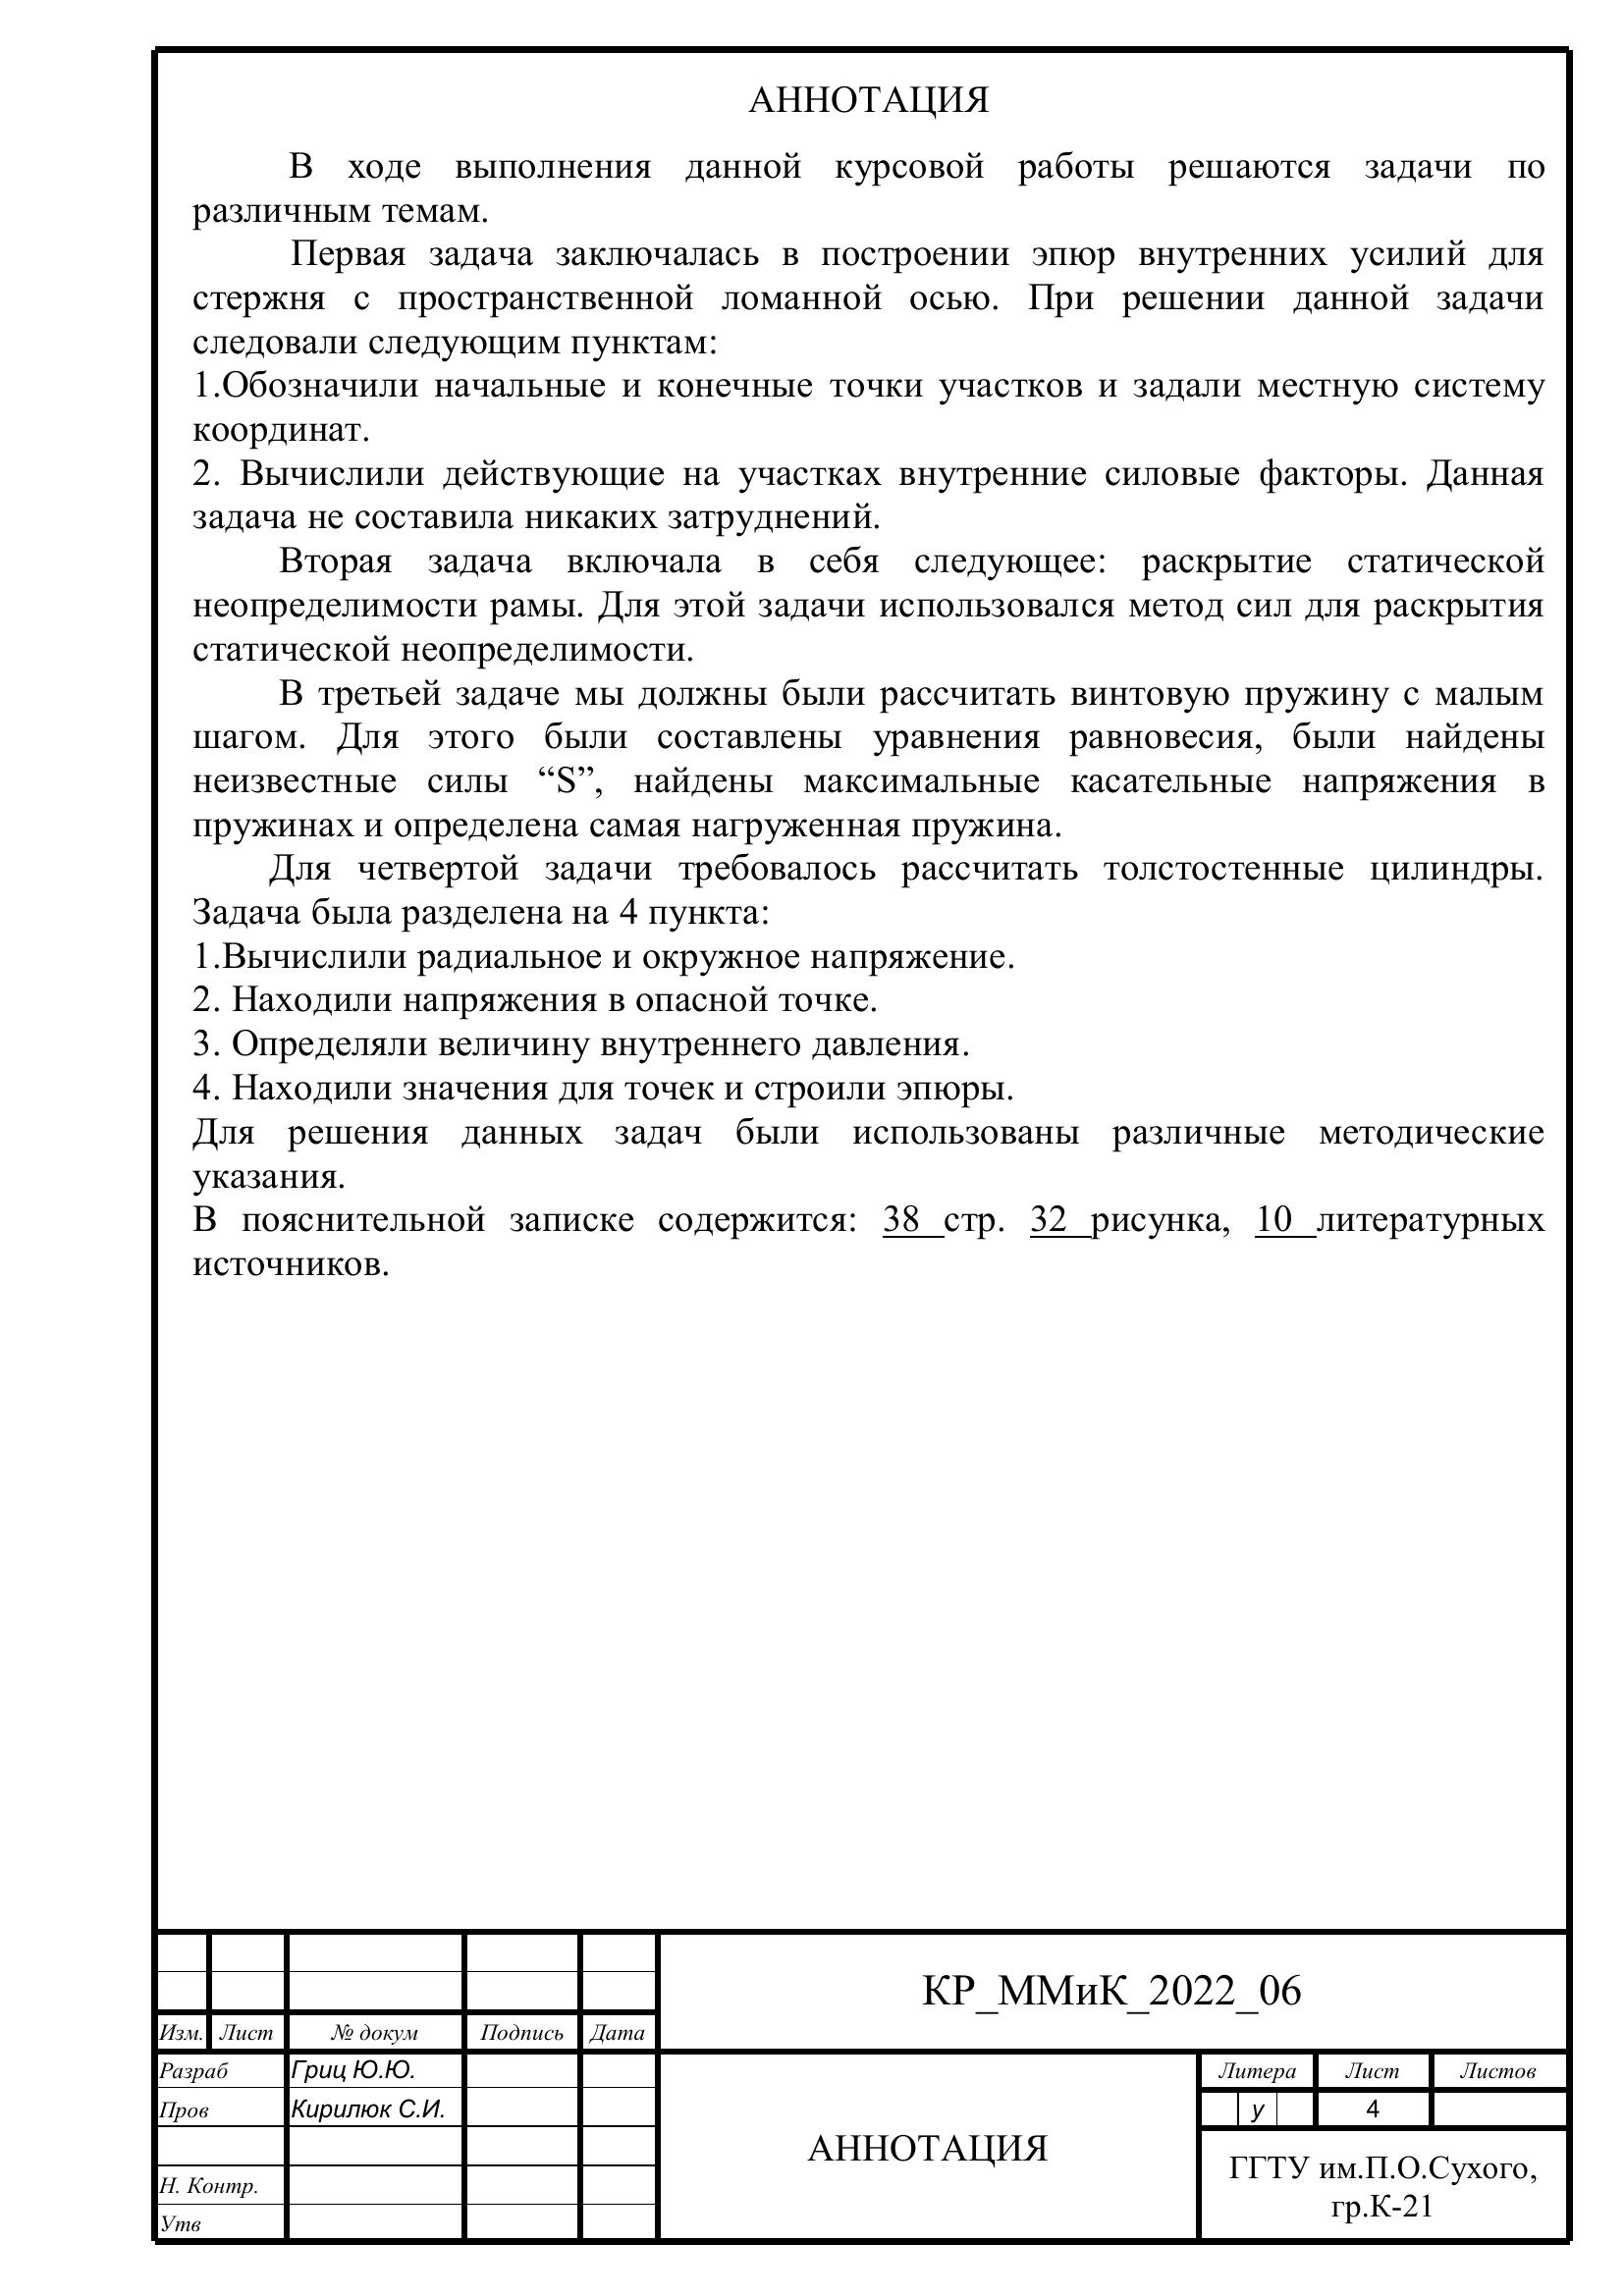 АННОТАЦИЯ
В ходе выполнения данной курсовой работы решаются задачи по
различным темам.
Первая задача заключалась в построении эпюр внутренних усилий для
стержня с пространственной ломанной осью. При решении данной задачи
следовали следующим пунктам:
1.Обозначили начальные и конечные точки участков и задали местную систему
координат.
2. Вычислили действующие на участках внутренние силовые факторы. Данная
задача не составила никаких затруднений.
Вторая задача включала в себя следующее: раскрытие статической
неопределимости рамы. Для этой задачи использовался метод сил для раскрытия
статической неопределимости.
В третьей задаче мы должны были рассчитать винтовую пружину с малым
шагом. Для этого были составлены уравнения равновесия, были найдены
неизвестные силы “S”, найдены максимальные касательные напряжения в
пружинах и определена самая нагруженная пружина.
Для четвертой задачи требовалось рассчитать толстостенные цилиндры.
Задача была разделена на 4 пункта:
1.Вычислили радиальное и окружное напряжение.
2. Находили напряжения в опасной точке.
3. Определяли величину внутреннего давления.
4. Находили значения для точек и строили эпюры.
Для решения данных задач были использованы различные методические
указания.
В пояснительной записке содержится: 38 стр. 32 рисунка, 10 литературных
источников.
КР_ММиК_2022_06
Изм. Лист № докум Подпись Дата
Разраб Гриц Ю.Ю.
Пров Кирилюк С.И.
Н. Контр.
Утв
АННОТАЦИЯ
Литера Лист Листов
у 4
ГГТУ им.П.О.Сухого,
гр.К-21